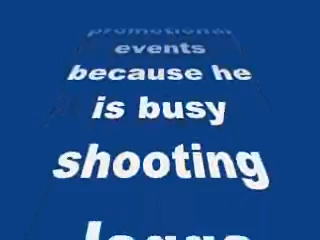 promotional
events
because he
is busy
shooting